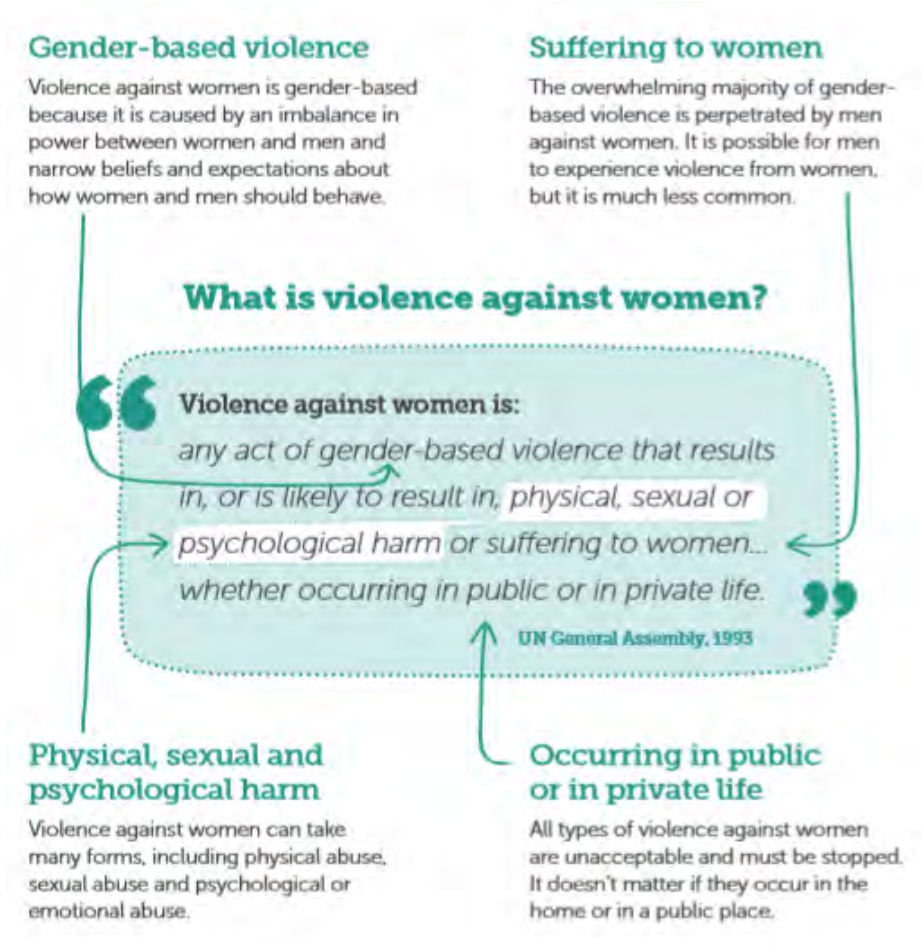 Gender-based violence
Violence against women is gender-based
because it is caused by an imbalance in
power between women and men and
narrow beliefs and expectations about
how women and men should behave.
Suffering to women
The overwhelming majority of gender-
based violence is perpetrated by men
against women. It is possible for men
to experience violence from women,
but it is much less common.
What is violence against women?
“
Violence against women is:
any act of gender-based violence that results
in, or is likely to result in, physical, sexual or
psychological harm or suffering to women...
whether occurring in public or in private life.
”
UN General Assembly, 1993
Physical, sexual and
psychological harm
Violence against women can take
many forms, including physical abuse,
sexual abuse and psychological or
emotional abuse.
Occurring in public
or in private life
All types of violence against women
are unacceptable and must be stopped.
It doesn't matter if they occur in the
home or in a public place.